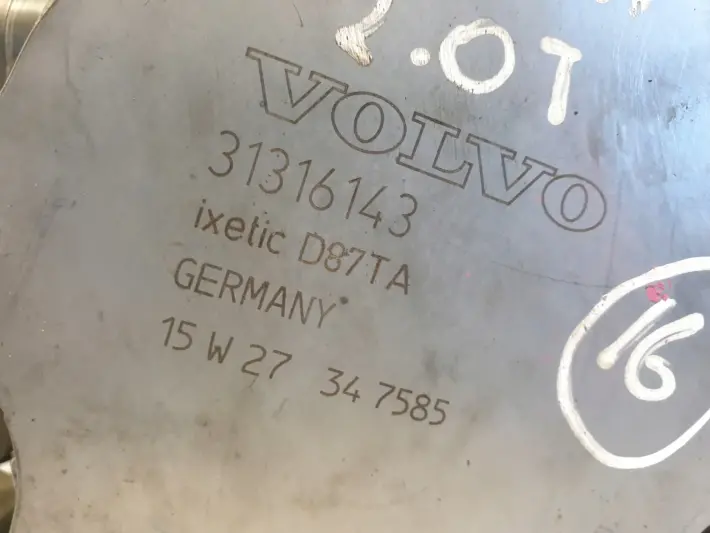 2.0T
VOLVO
31316143
ixetic D87TA
GERMANY
15 W 27 34 7585
16